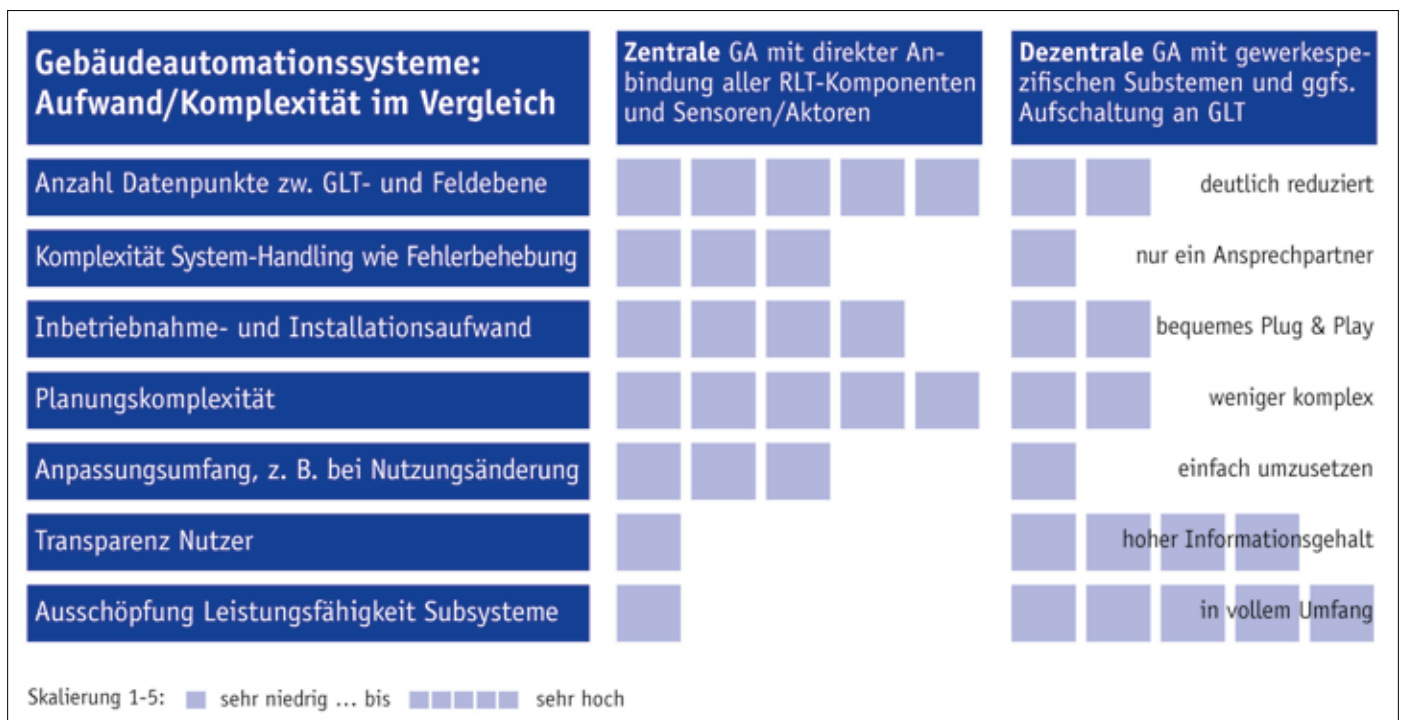 Gebäudeautomationssysteme:
Aufwand/Komplexität im Vergleich
Zentrale GA mit direkter An-
bindung aller RLT-Komponenten
und Sensoren/Aktoren
Dezentrale GA mit gewerkespe-
zifischen Substemen und ggfs.
Aufschaltung an GLT
Anzahl Datenpunkte zw. GLT- und Feldebene
deutlich reduziert
Komplexität System-Handling wie Fehlerbehebung
nur ein Ansprechpartner
Inbetriebnahme- und Installationsaufwand
bequemes Plug & Play
Planungskomplexität
weniger komplex
Anpassungsumfang, z. B. bei Nutzungsänderung
einfach umzusetzen
Transparenz Nutzer
hoher Informationsgehalt
Ausschöpfung Leistungsfähigkeit Subsysteme
in vollem Umfang
Skalierung 1-5: sehr niedrig ... bis sehr hoch